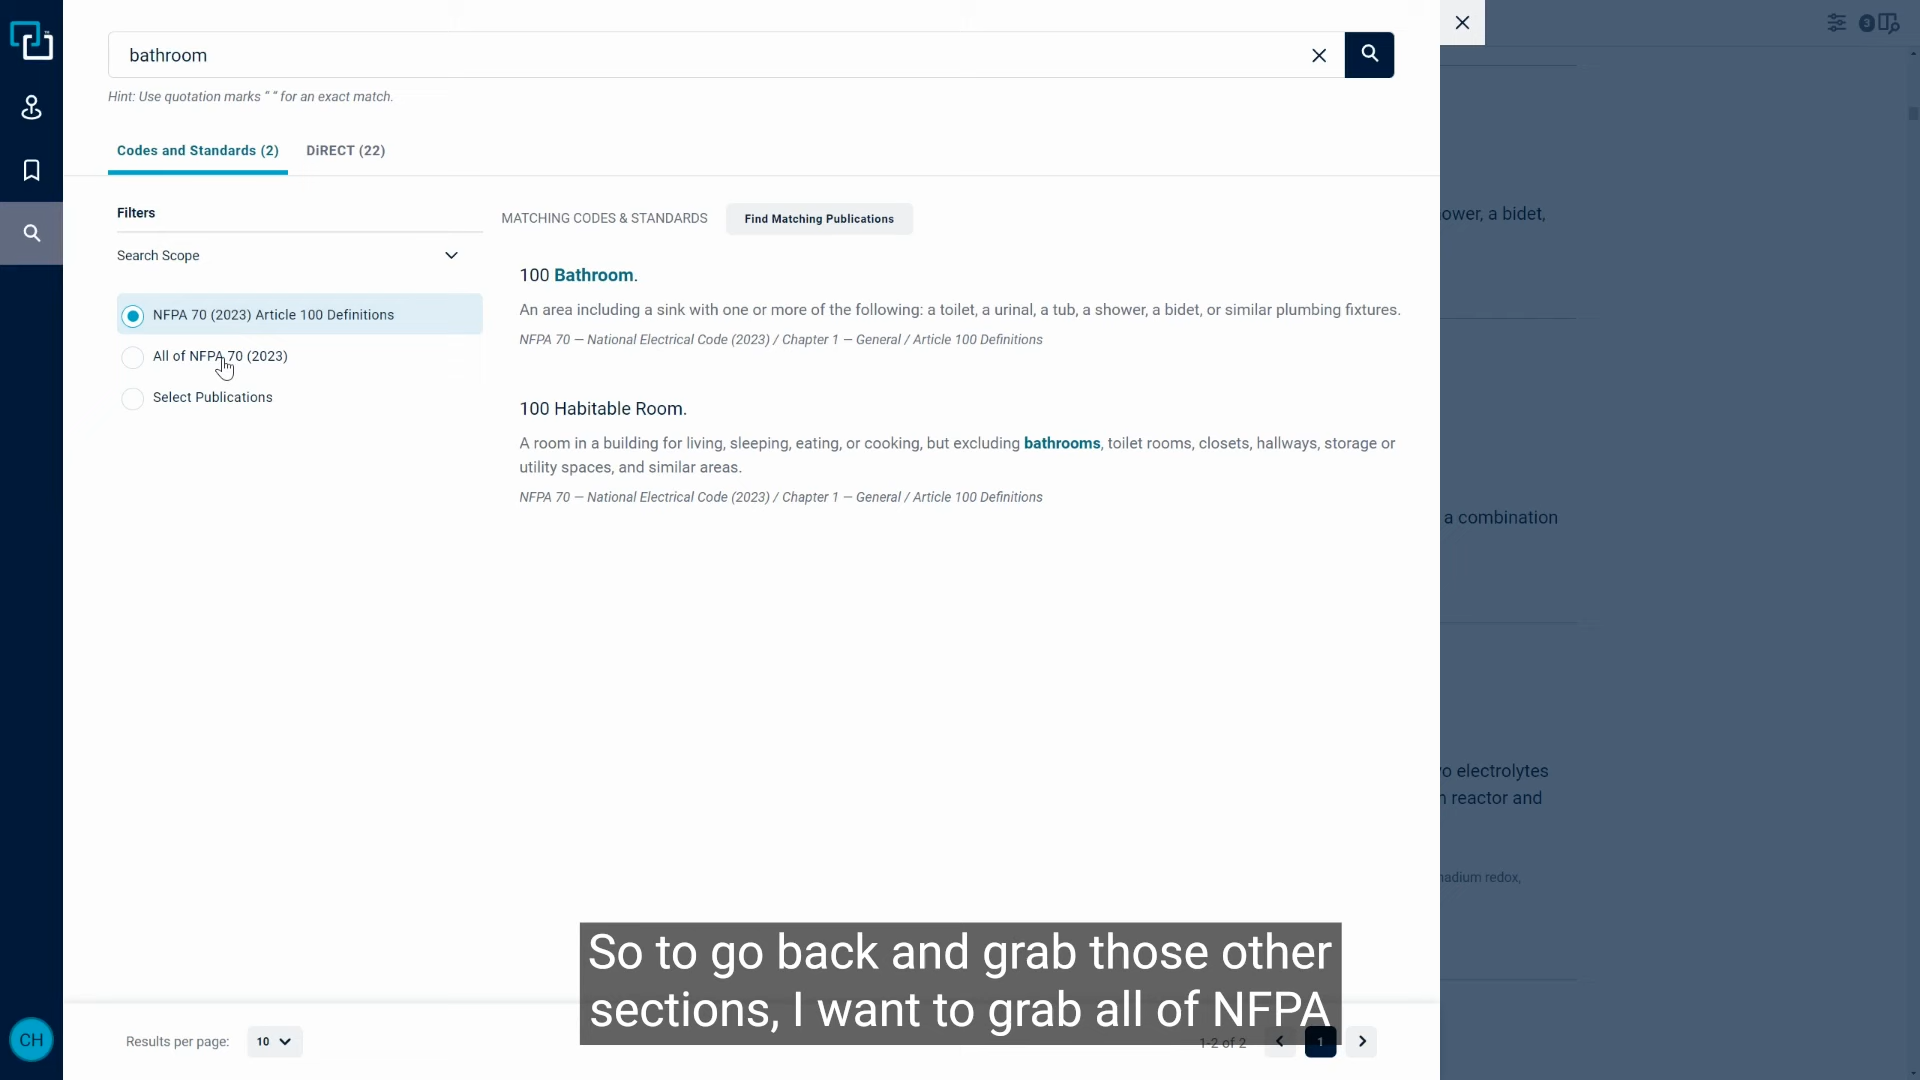 bathroom
Hint: Use quotation marks “ “ for an exact match.
Codes and Standards (2)
DiRECT (22)
Filters
Search Scope
NFPA 70 (2023) Article 100 Definitions
All of NFPA 70 (2023)
Select Publications
MATCHING CODES & STANDARDS
Find Matching Publications
100 Bathroom.
An area including a sink with one or more of the following: a toilet, a urinal, a tub, a shower, a bidet, or similar plumbing fixtures.
NFPA 70 — National Electrical Code (2023) / Chapter 1 — General / Article 100 Definitions
100 Habitable Room.
A room in a building for living, sleeping, eating, or cooking, but excluding bathrooms, toilet rooms, closets, hallways, storage or
utility spaces, and similar areas.
NFPA 70 — National Electrical Code (2023) / Chapter 1 — General / Article 100 Definitions
3
ower, a bidet,
a combination
o electrolytes
reactor and
adium redox,
So to go back and grab those other
sections, I want to grab all of NFPA
CH
Results per page:
10
1-2 of 2
1